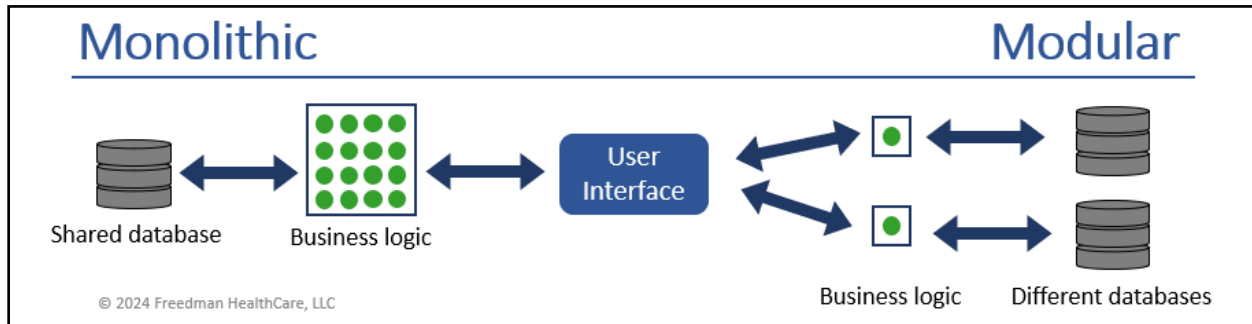 Monolithic
Modular
User
Interface
Shared database
Business logic
Business logic
Different databases
© 2024 Freedman HealthCare, LLC